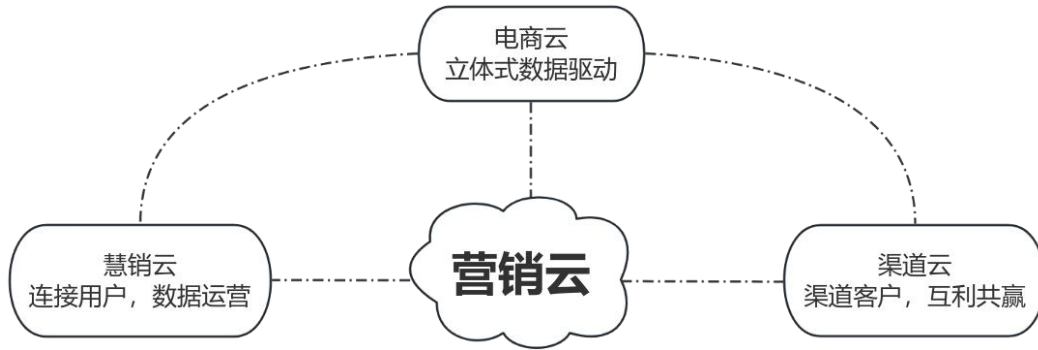 电商云
立体式数据驱动
慧销云
连接用户，数据运营
营销云
渠道云
渠道客户，互利共赢